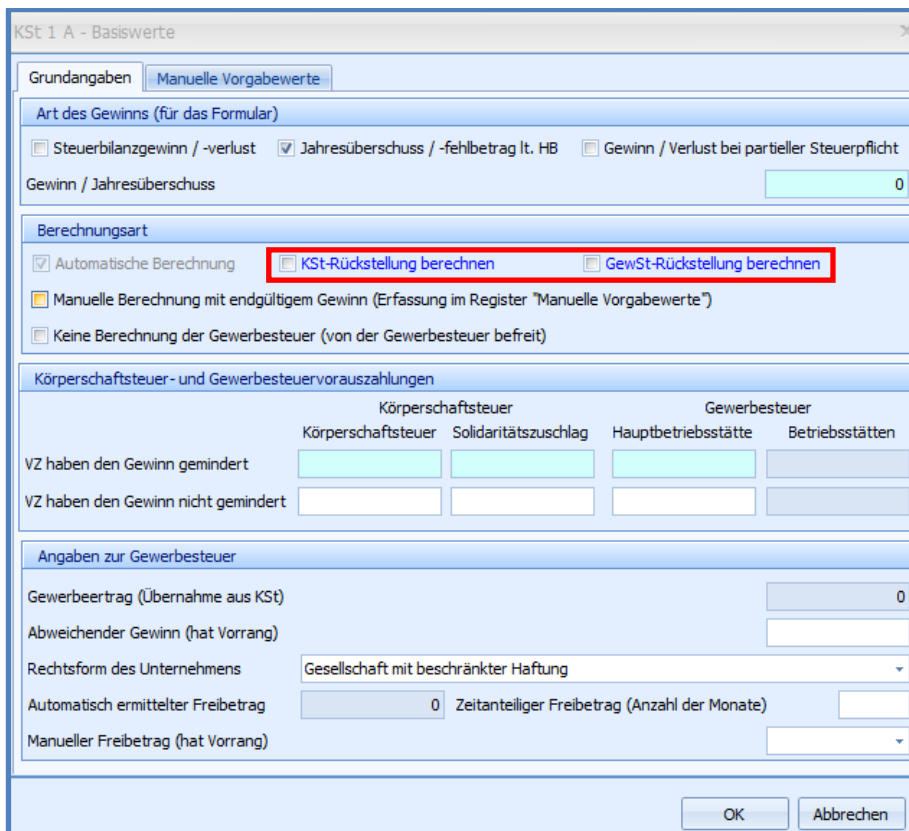 KSt 1 A - Basiswerte
Grundangaben Manuelle Vorgabewerte
Art des Gewinns (für das Formular)
Steuerbilanzgewinn / -verlust Jahresüberschuss / -fehlbetrag lt. HB Gewinn / Verlust bei partieller Steuerpflicht
Gewinn / Jahresüberschuss 0
Berechnungsart
Automatische Berechnung KSt-Rückstellung berechnen GewSt-Rückstellung berechnen
Manuelle Berechnung mit endgültigem Gewinn (Erfassung im Register "Manuelle Vorgabewerte")
Keine Berechnung der Gewerbesteuer (von der Gewerbesteuer befreit)
Körperschaftsteuer- und Gewerbesteuervorauszahlungen
Körperschaftsteuer Gewerbesteuer
Körperschaftsteuer Solidaritätszuschlag Hauptbetriebsstätte Betriebsstätten
VZ haben den Gewinn gemindert
VZ haben den Gewinn nicht gemindert
Angaben zur Gewerbesteuer
Gewerbeertrag (Übernahme aus KSt) 0
Abweichender Gewinn (hat Vorrang)
Rechtsform des Unternehmens Gesellschaft mit beschränkter Haftung
Automatisch ermittelter Freibetrag 0 Zeitanteiliger Freibetrag (Anzahl der Monate)
Manueller Freibetrag (hat Vorrang)
OK Abbrechen